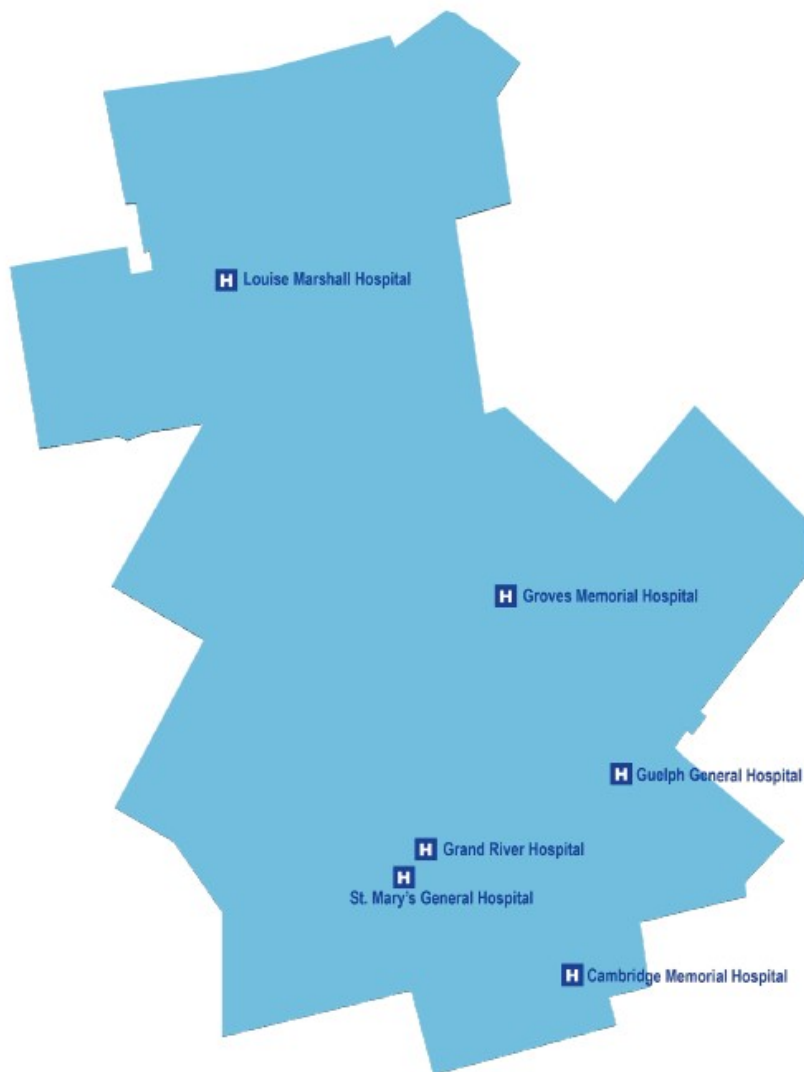 H Louise Marshall Hospital
H Groves Memorial Hospital
H Guelph General Hospital
H Grand River Hospital
H
St. Mary's General Hospital
H Cambridge Memorial Hospital